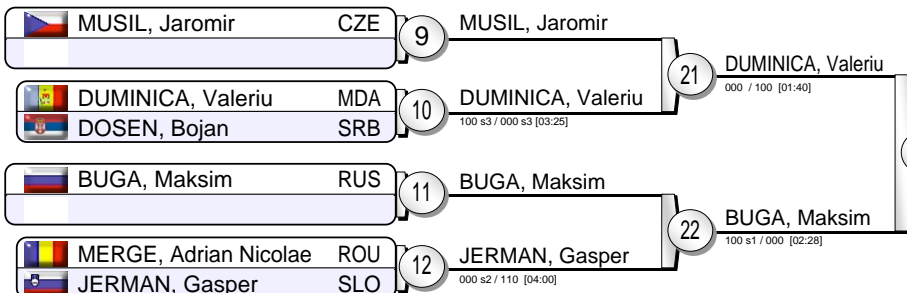 MUSIL, Jaromir CZE
9
MUSIL, Jaromir
DUMINICA, Valeriu MDA
DOSEN, Bojan SRB
10
DUMINICA, Valeriu
100 s3 / 000 s3 [03:25]
21
DUMINICA, Valeriu
000 / 100 [01:40]
BUGA, Maksim RUS
11
BUGA, Maksim
MERGE, Adrian Nicolae ROU
JERMAN, Gasper SLO
12
JERMAN, Gasper
000 s2 / 110 [04:00]
22
BUGA, Maksim
100 s1 / 000 [02:28]